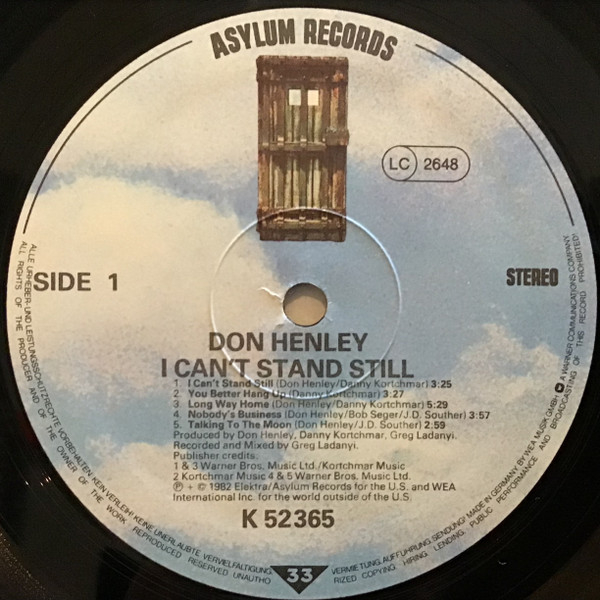 ASYLUM RECORDS
LC 2648
SIDE 1
STEREO
DON HENLEY
I CAN'T STAND STILL
1. I Can't Stand Still (Don Henley/Danny Kortchmar) 3:25
2. You Better Hang Up (Danny Kortchmar) 3:27
3. Long Way Home (Don Henley/Danny Kortchmar) 5:29
4. Nobody's Business (Don Henley/Bob Seger/J.D. Souther) 3:57
5. Talking To The Moon (Don Henley/J.D. Souther) 2:59
Produced by Don Henley, Danny Kortchmar, Greg Ladanyi.
Recorded and Mixed by Greg Ladanyi.
Publisher credits:
1 & 3 Warner Bros. Music Ltd./Kortchmar Music
2 Kortchmar Music 4 & 5 Warner Bros. Music Ltd.
℗ + © 1982 Elektra/Asylum Records for the U.S. and WEA
International Inc. for the world outside of the U.S.
K 52365
33
ALLE URHEBER- UND LEISTUNGSSCHUTZRECHTE VORBEHALTEN. KEIN VERLEIH! KEINE UNERLAUBTE VERVIELFÄLTIGUNG, VERMIETUNG, AUFFÜHRUNG, SENDUNG! MADE IN GERMANY BY WEA MUSIK GMBH A WARNER COMMUNICATIONS COMPANY.
ALL RIGHTS OF THE PRODUCER AND OF THE OWNER OF THE WORK REPRODUCED RESERVED UNAUTHORIZED COPYING, HIRING, LENDING, PUBLIC PERFORMANCE AND BROADCASTING OF THIS RECORD PROHIBITED!